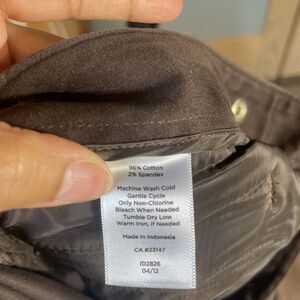 96% Cotton
2% Spandex
Machine Wash Cold
Gentle Cycle
Only Non-Chlorine
Bleach When Needed
Tumble Dry Low
Warm Iron, If Needed
Made in Indonesia
CA #23147
ID2826
04/12